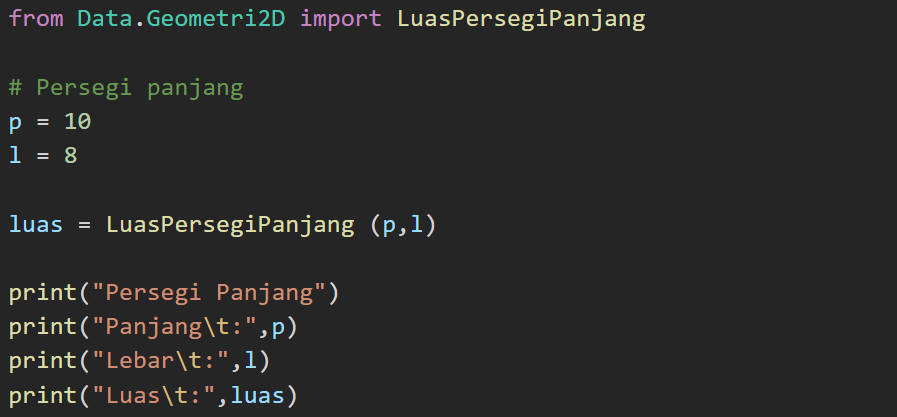 from Data.Geometri2D import LuasPersegiPanjang
# Persegi panjang
p = 10
l = 8
luas = LuasPersegiPanjang (p,l)
print("Persegi Panjang")
print("Panjang\t:",p)
print("Lebar\t:",l)
print("Luas\t:",luas)